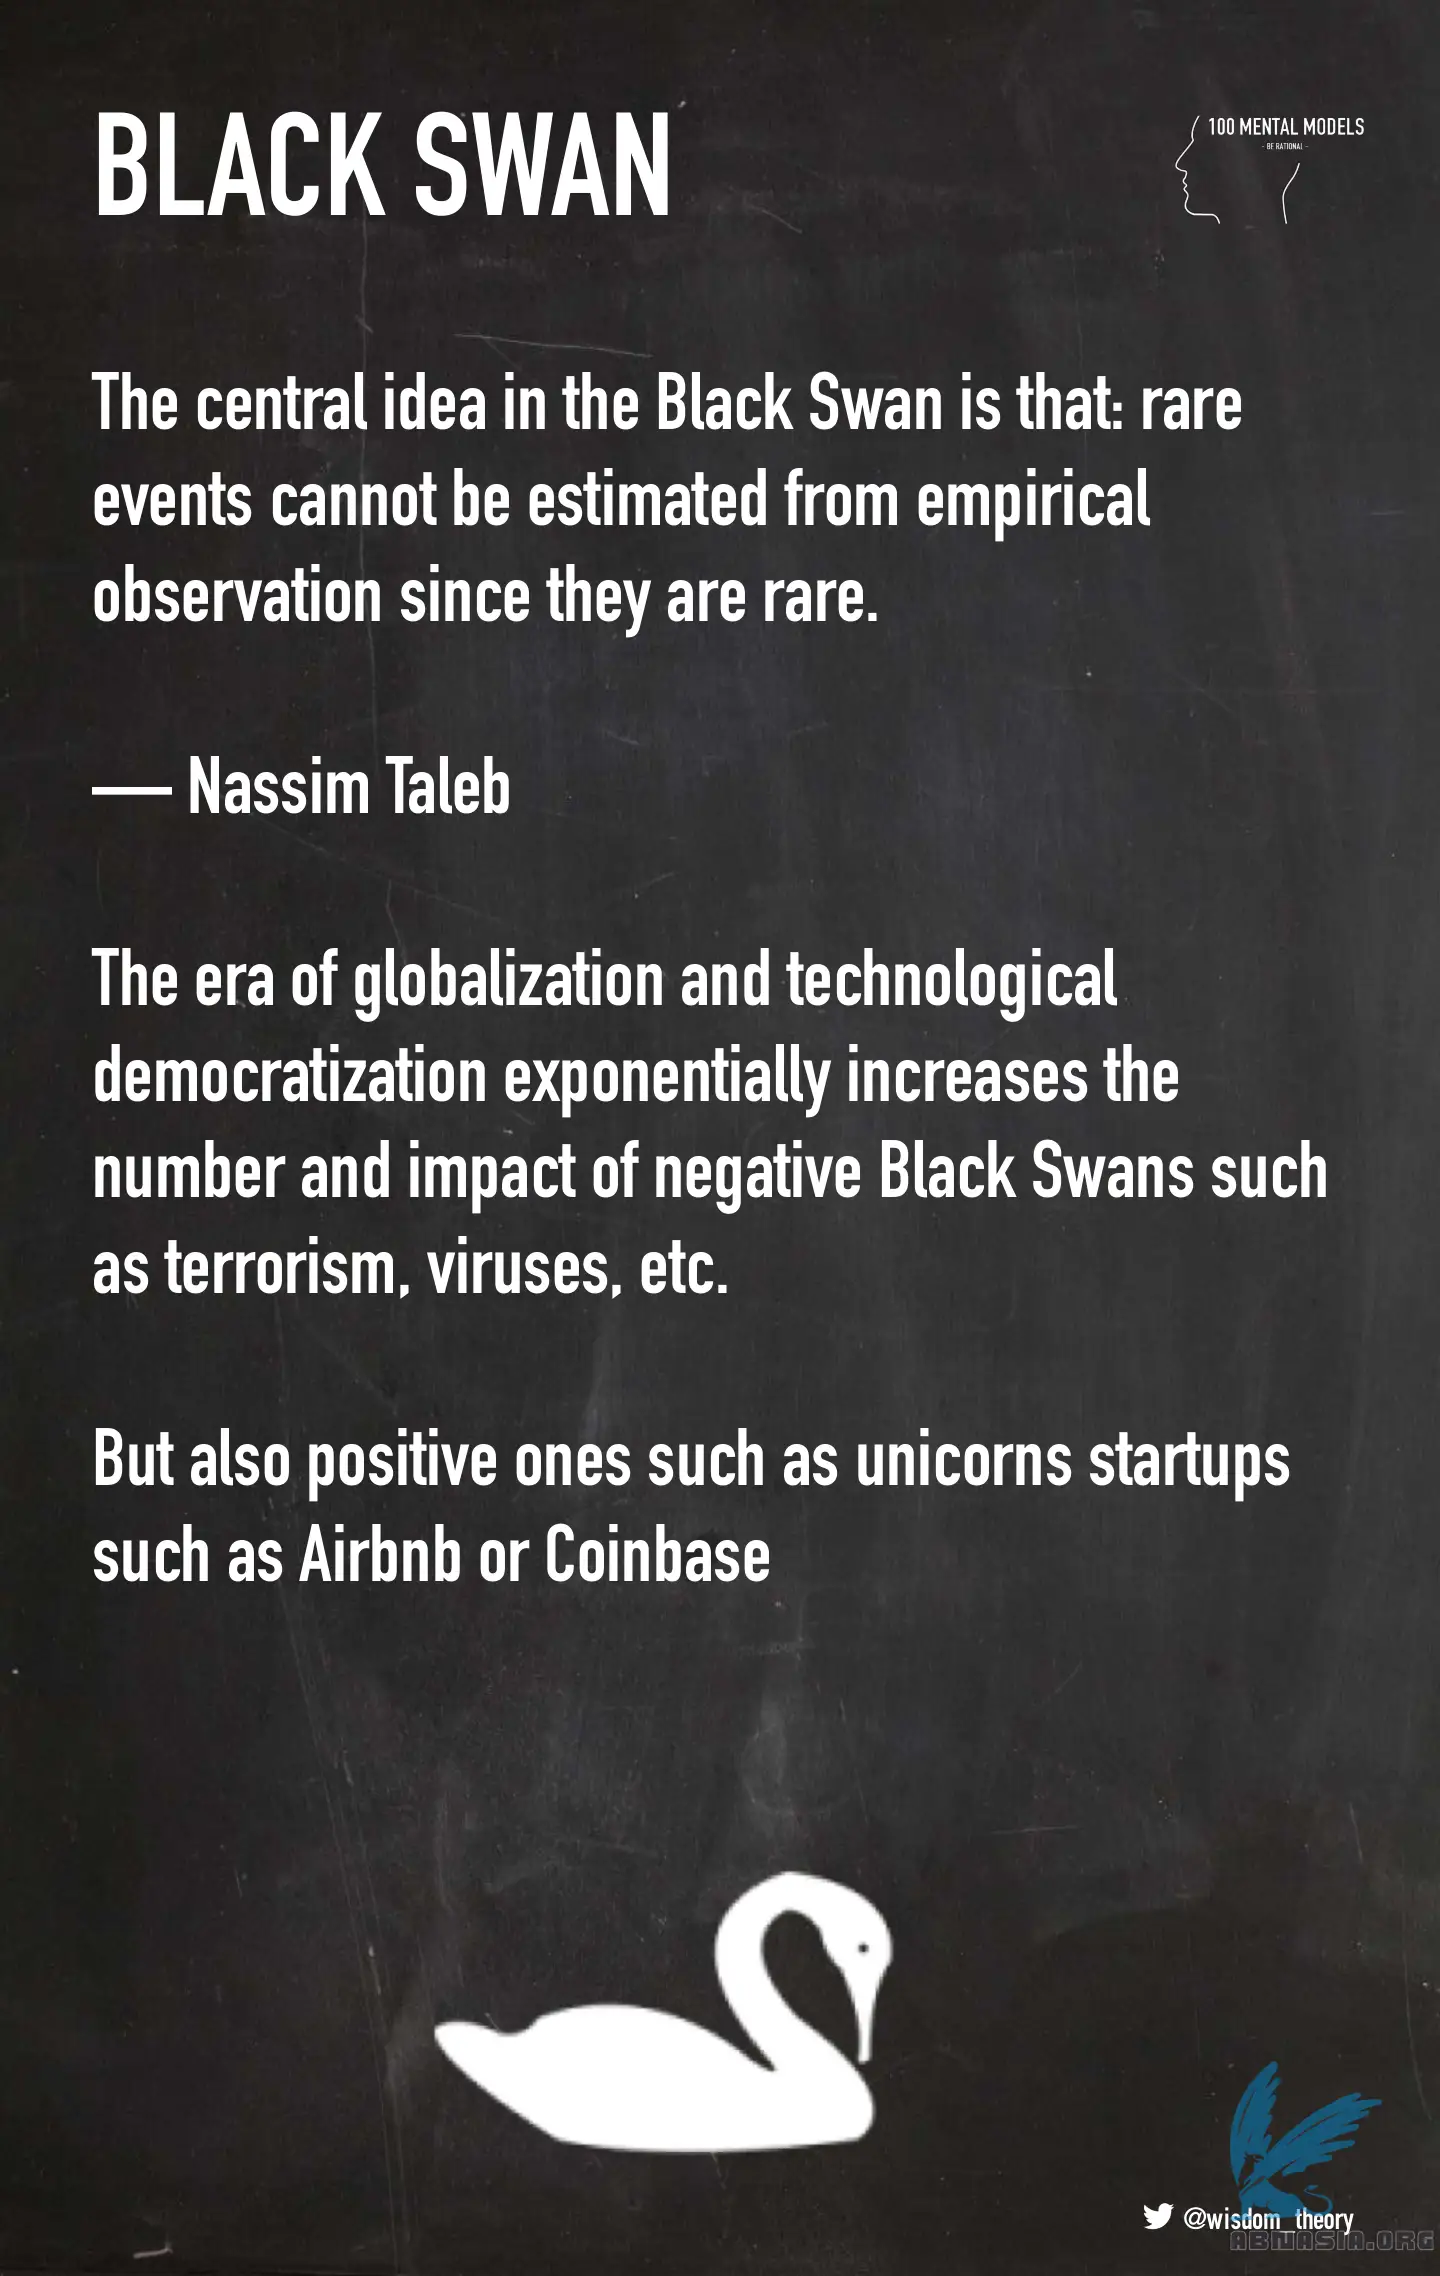 BLACK SWAN
100 MENTAL MODELS
- BE RATIONAL -
The central idea in the Black Swan is that: rare
events cannot be estimated from empirical
observation since they are rare.
— Nassim Taleb
The era of globalization and technological
democratization exponentially increases the
number and impact of negative Black Swans such
as terrorism, viruses, etc.
But also positive ones such as unicorns startups
such as Airbnb or Coinbase
@wisdom_theory
ABNASIA.ORG